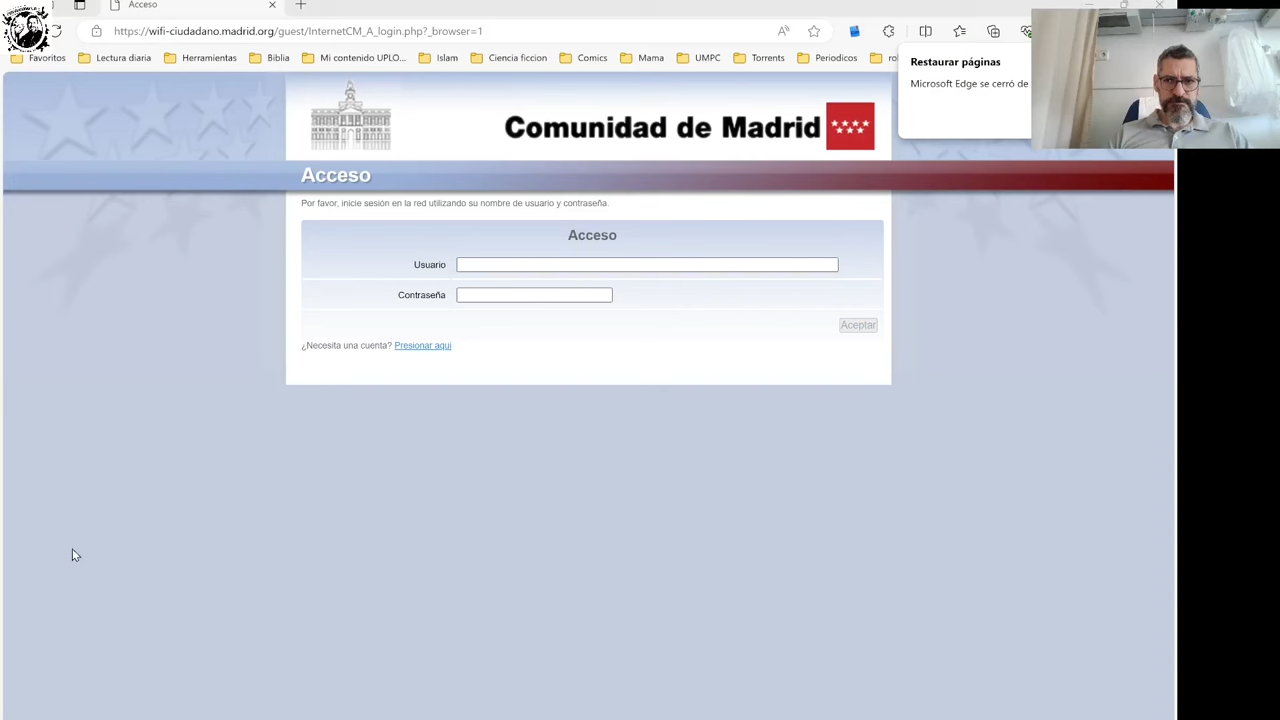 Acceso
https://wifi-ciudadano.madrid.org/guest/InternetCM_A_login.php?_browser=1
Favoritos
Lectura diaria
Herramientas
Biblia
Mi contenido UPLO...
Islam
Ciencia ficcion
Comics
Mama
UMPC
Torrents
Periodicos
Restaurar páginas
Microsoft Edge se cerró de
Comunidad de Madrid
Acceso
Por favor, inicie sesión en la red utilizando su nombre de usuario y contraseña.
Acceso
Usuario
Contraseña
Aceptar
¿Necesita una cuenta? Presionar aqui